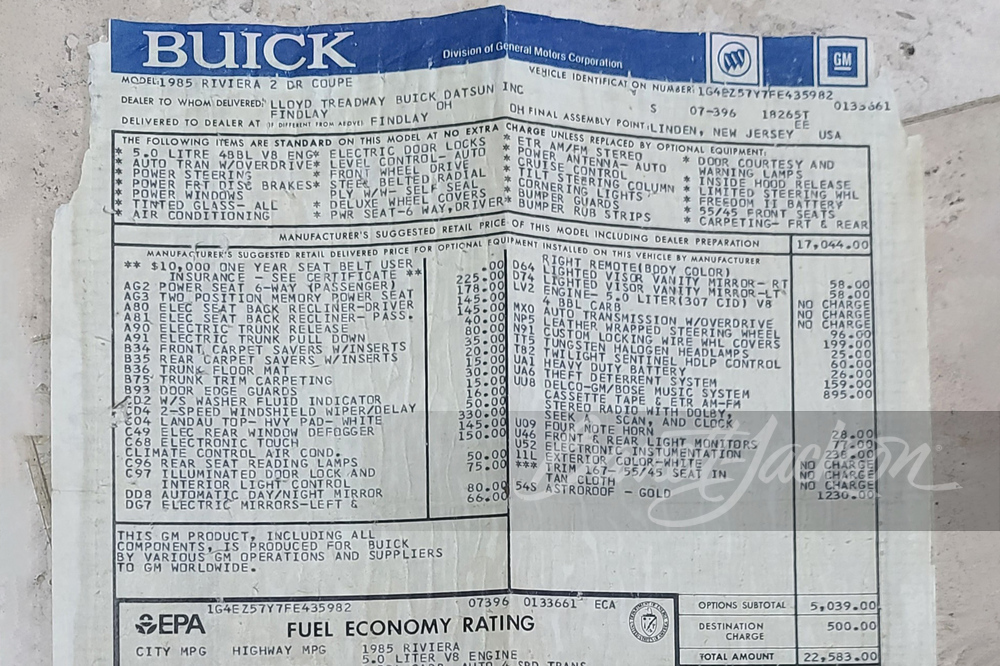 BUICK
Division of General Motors Corporation
GM
MODEL: 1985 RIVIERA 2 DR COUPE
VEHICLE IDENTIFICATION NUMBER: 1G4EZ57Y7FE435982
DEALER TO WHOM DELIVERED: LLOYD TREADWAY BUICK DATSUN INC
S 07-396 18265T 0133661
FINDLAY OH
EE
DELIVERED TO DEALER AT (IF DIFFERENT FROM ABOVE) FINDLAY
OH FINAL ASSEMBLY POINT: LINDEN, NEW JERSEY USA
THE FOLLOWING ITEMS ARE STANDARD ON THIS MODEL AT NO EXTRA CHARGE UNLESS REPLACED BY OPTIONAL EQUIPMENT:
* 5.0 LITRE 4BBL V8 ENG
* AUTO TRAN W/OVERDRIVE
* POWER STEERING
* POWER FRT DISC BRAKES
* POWER WINDOWS
* TINTED GLASS- ALL
* AIR CONDITIONING
* ELECTRIC DOOR LOCKS
* LEVEL CONTROL- AUTO
* FRONT WHEEL DRIVE
* STEEL BELTED RADIAL
PLY W/W- SELF SEAL
* DELUXE WHEEL COVERS
* PWR SEAT-6 WAY,DRIVER
* ETR AM/FM STEREO
* POWER ANTENNA AUTO
* CRUISE CONTROL
* TILT STEERING COLUMN
* CORNERING LIGHTS
* BUMPER GUARDS
* BUMPER RUB STRIPS
* DOOR COURTESY AND
WARNING LAMPS
* INSIDE HOOD RELEASE
* LIMITED STEERING WHL
* FREEDOM II BATTERY
* 55/45 FRONT SEATS
* CARPETING- FRT & REAR
MANUFACTURER'S SUGGESTED RETAIL PRICE OF THIS MODEL INCLUDING DEALER PREPARATION 17,044.00
MANUFACTURER'S SUGGESTED RETAIL DELIVERED PRICE FOR OPTIONAL EQUIPMENT INSTALLED ON THIS VEHICLE BY MANUFACTURER
** $10,000 ONE YEAR SEAT BELT USER .00
INSURANCE - SEE CERTIFICATE **
AG2 POWER SEAT 6-WAY (PASSENGER) 225.00
AG3 TWO POSITION MEMORY POWER SEAT 178.00
A80 ELEC SEAT BACK RECLINER-DRIVER 145.00
A81 ELEC SEAT BACK RECLINER- PASS. 145.00
A90 ELECTRIC TRUNK RELEASE 40.00
A91 ELECTRIC TRUNK PULL DOWN 80.00
B34 FRONT CARPET SAVERS W/INSERTS 35.00
B35 REAR CARPET SAVERS W/INSERTS 20.00
B36 TRUNK FLOOR MAT 15.00
B75 TRUNK TRIM CARPETING 30.00
B93 DOOR EDGE GUARDS 15.00
CD2 W/S WASHER FLUID INDICATOR 16.00
CD4 2-SPEED WINDSHIELD WIPER/DELAY 50.00
C04 LANDAU TOP- HVY PAD- WHITE 330.00
C49 ELEC REAR WINDOW DEFOGGER 145.00
C68 ELECTRONIC TOUCH 150.00
CLIMATE CONTROL AIR COND.
C96 REAR SEAT READING LAMPS 50.00
C97 ILLUMINATED DOOR LOCK AND 75.00
INTERIOR LIGHT CONTROL
DD8 AUTOMATIC DAY/NIGHT MIRROR 80.00
DG7 ELECTRIC MIRRORS-LEFT & 66.00
RIGHT REMOTE(BODY COLOR)
D64 LIGHTED VISOR VANITY MIRROR- RT 58.00
D74 LIGHTED VISOR VANITY MIRROR-LT 58.00
LV2 ENGINE- 5.0 LITER(307 CID) V8 NO CHARGE
4 BBL CARB NO CHARGE
MX0 AUTO TRANSMISSION W/OVERDRIVE NO CHARGE
NP5 LEATHER WRAPPED STEERING WHEEL 96.00
N91 CUSTOM LOCKING WIRE WHL COVERS 199.00
TT5 TUNGSTEN HALOGEN HEADLAMPS 25.00
T82 TWILIGHT SENTINEL HDLP CONTROL 60.00
UA1 HEAVY DUTY BATTERY 26.00
UA6 THEFT DETERRENT SYSTEM 159.00
UU8 DELCO-GM/BOSE MUSIC SYSTEM 895.00
CASSETTE TAPE & ETR AM-FM
STEREO RADIO WITH DOLBY,
SEEK & SCAN, AND CLOCK
U09 FOUR NOTE HORN 28.00
U46 FRONT & REAR LIGHT MONITORS
U52 ELECTRONIC INSTUMENTATION
11L EXTERIOR COLOR-WHITE NO CHARGE
*** TRIM 167- 55/45 SEAT IN NO CHARGE
TAN CLOTH NO CHARGE
54S ASTROROOF - GOLD 1230.00
Barrett-Jackson
THIS GM PRODUCT, INCLUDING ALL
COMPONENTS, IS PRODUCED FOR BUICK
BY VARIOUS GM OPERATIONS AND SUPPLIERS
TO GM WORLDWIDE.
1G4EZ57Y7FE435982 07396 0133661 ECA
OPTIONS SUBTOTAL 5,039.00
EPA FUEL ECONOMY RATING
DESTINATION CHARGE 500.00
CITY MPG HIGHWAY MPG 1985 RIVIERA
5.0 LITER V8 ENGINE
TOTAL AMOUNT 22,583.00